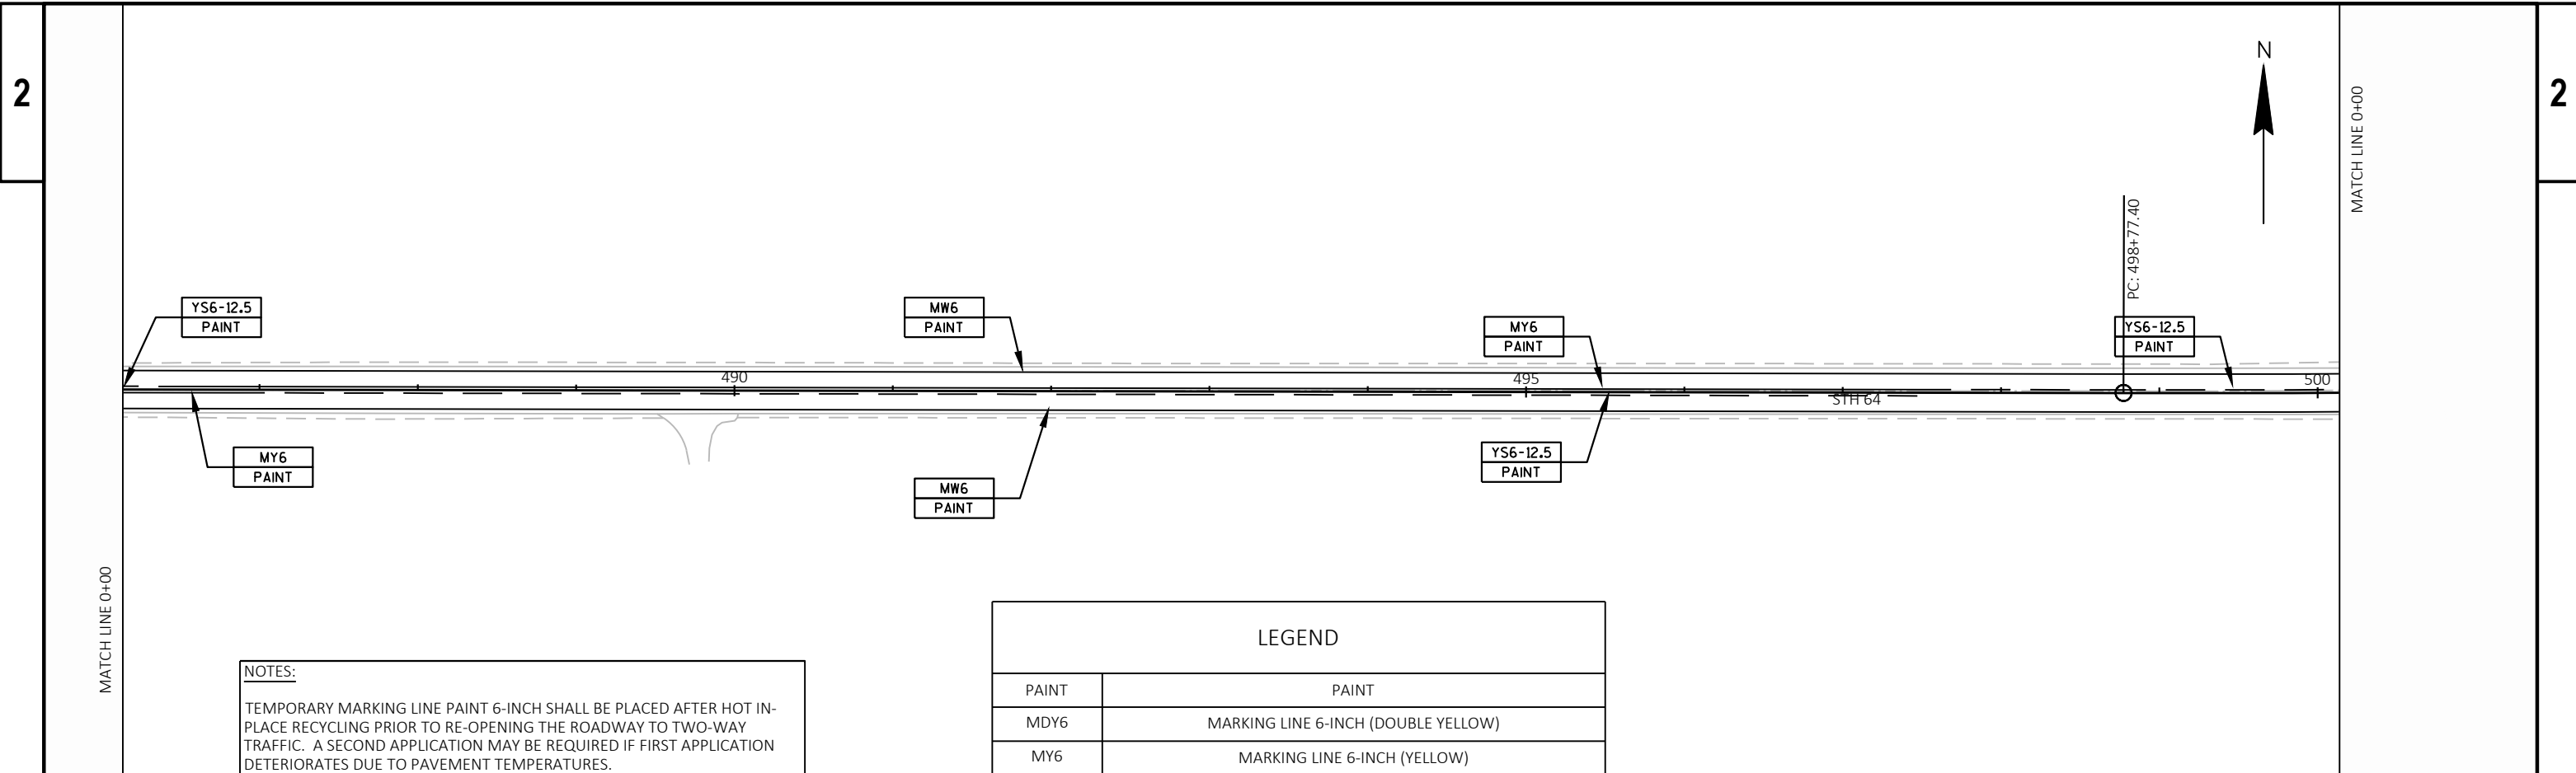 2
2
N
MATCH LINE 0+00
PC: 498+77.40
YS6-12.5
PAINT
MW6
PAINT
MY6
PAINT
YS6-12.5
PAINT
490
495
500
STH 64
MY6
PAINT
YS6-12.5
PAINT
MW6
PAINT
MATCH LINE 0+00
NOTES:
TEMPORARY MARKING LINE PAINT 6-INCH SHALL BE PLACED AFTER HOT IN-
PLACE RECYCLING PRIOR TO RE-OPENING THE ROADWAY TO TWO-WAY
TRAFFIC.  A SECOND APPLICATION MAY BE REQUIRED IF FIRST APPLICATION
DETERIORATES DUE TO PAVEMENT TEMPERATURES.
LEGEND
PAINT PAINT
MDY6 MARKING LINE 6-INCH (DOUBLE YELLOW)
MY6 MARKING LINE 6-INCH (YELLOW)